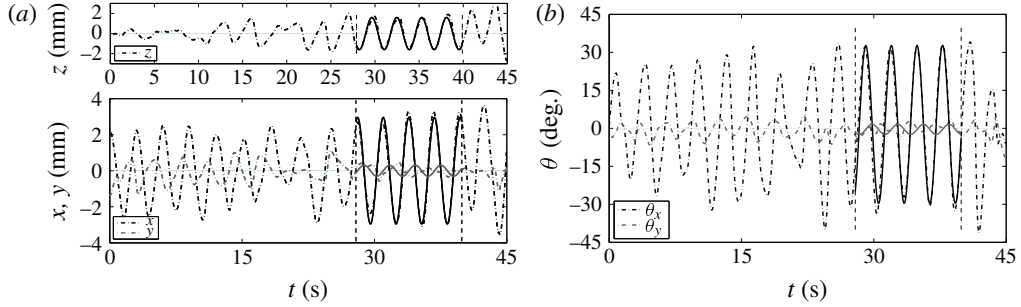 (a)
z (mm)
2
0
−2
z
0 5 10 15 20 25 30 35 40 45
x, y (mm)
4
2
0
−2
−4
x
y
0 15 30 45
t (s)
(b)
θ (deg.)
45
30
15
0
−15
−30
−45
θx
θy
0 15 30 45
t (s)